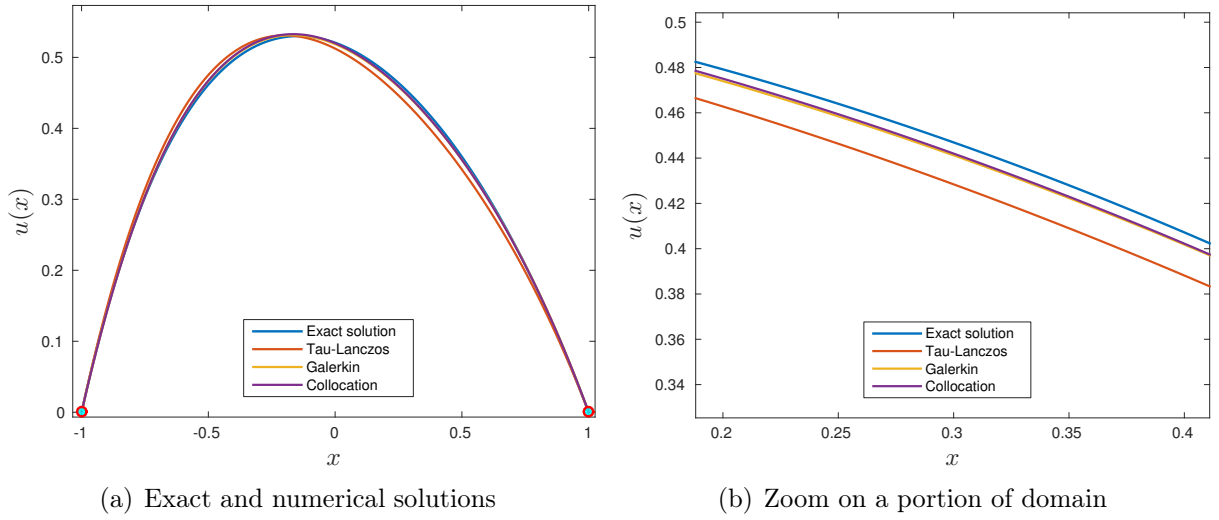 0.5
0.4
0.3
0.2
0.1
0
u(x)
Exact solution
Tau-Lanczos
Galerkin
Collocation
-1
-0.5
0
0.5
1
x
(a) Exact and numerical solutions
0.5
0.48
0.46
0.44
0.42
0.4
0.38
0.36
0.34
u(x)
Exact solution
Tau-Lanczos
Galerkin
Collocation
0.2
0.25
0.3
0.35
0.4
x
(b) Zoom on a portion of domain